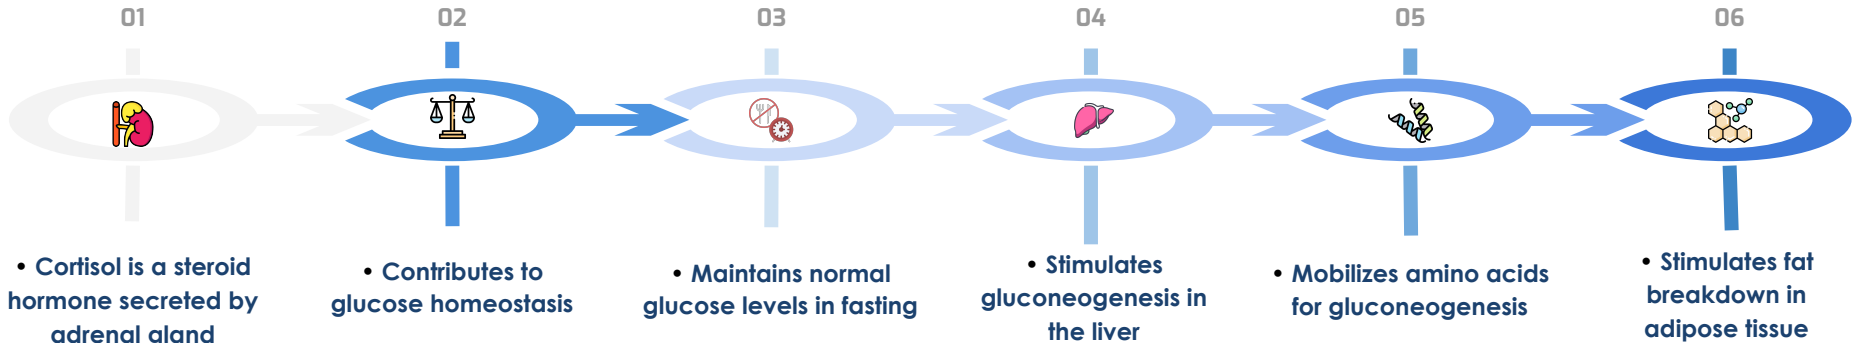 01
02
03
04
05
06
• Cortisol is a steroid
hormone secreted by
adrenal gland
• Contributes to
glucose homeostasis
• Maintains normal
glucose levels in fasting
• Stimulates
gluconeogenesis in
the liver
• Mobilizes amino acids
for gluconeogenesis
• Stimulates fat
breakdown in
adipose tissue